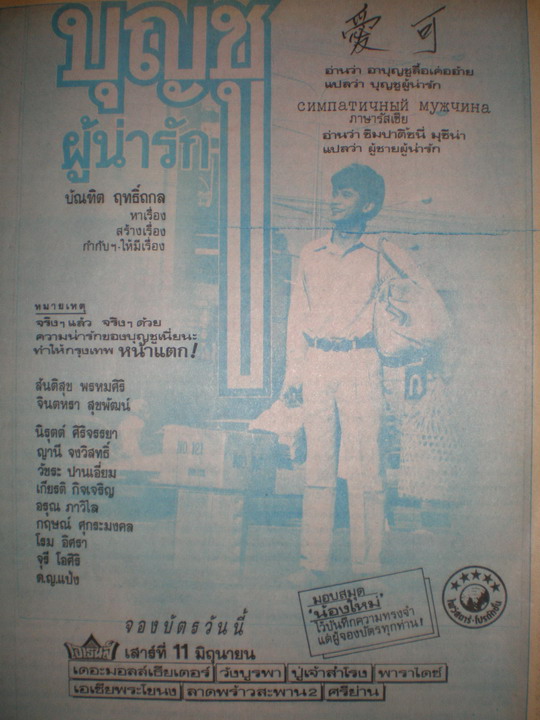 บุญชู
ผู้น่ารัก
愛 可
อ่านว่า อาบุญชูลื้อเค่ออ้าย
แปลว่า บุญชูผู้น่ารัก
симпатичный мужчина
ภาษารัสเซีย
อ่านว่า ซิมปาติชนี่ มุชีน่า
แปลว่า ผู้ชายผู้น่ารัก
บัณฑิต ฤทธิ์ถกล
หาเรื่อง
สร้างเรื่อง
กำกับฯ-ให้มีเรื่อง
หมายเหตุ
จริงๆ แล้ว จริงๆ ด้วย
ความน่ารักของบุญชูเนี่ยนะ
ทำให้กรุงเทพ หน้าแตก!
สันติสุข พรหมศิริ
จินตหรา สุขพัฒน์
นิรุตต์ ศิริจรรยา
ญาณี จงวิสุทธิ์
วัชระ ปานเอี่ยม
เกียรติ กิจเจริญ
อรุณ ภาวิไล
กฤษณ์ ศุกระมงคล
โรม อิศรา
จุรี โอศิริ
ด.ญ.แป้ง
NO. 121
มอบสมุด
'น้องใหม่'
ไว้บันทึกความทรงจำ
แด่ผู้จองบัตรทุกท่าน!
ไฟว์สตาร์·โปรดักชั่น
จองบัตรวันนี้
เสาร์ที่ 11 มิถุนายน
เดอะมอลล์เธียเตอร์ วังบูรพา ปู่เจ้าสำโรง พาราไดซ์
เอเซียพระโขนง ลาดพร้าวสะพาน2 ศรีย่าน